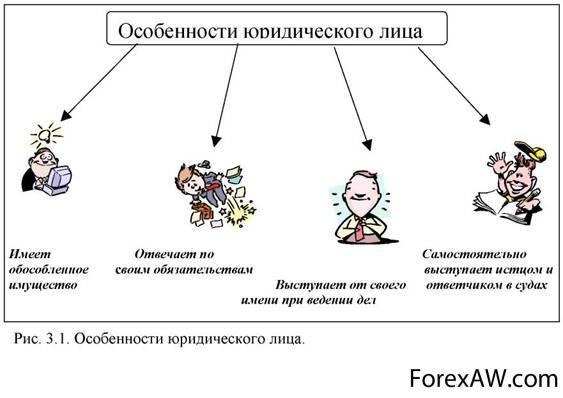 Особенности юридического лица
Имеет
обособленное
имущество
Отвечает по
своим обязательствам
Выступает от своего
имени при ведении дел
Самостоятельно
выступает истцом и
ответчиком в судах
Рис. 3.1. Особенности юридического лица.
ForexAW.com